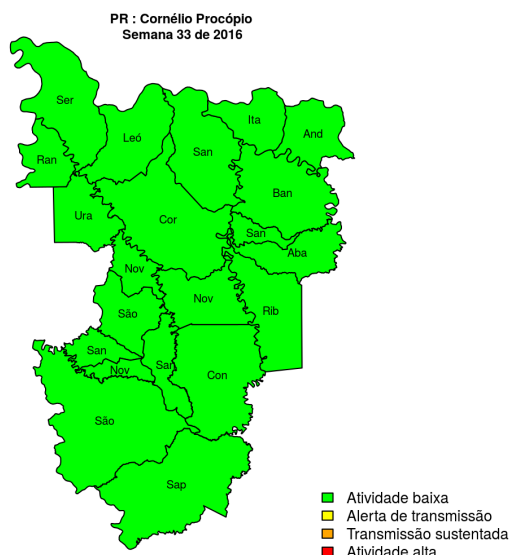 PR : Cornélio Procópio
Semana 33 de 2016
Ser
Ita
And
Leó
San
Ran
Ban
Ura
Cor
San
Aba
Nov
Nov
Rib
São
San
San
Nov
Con
São
Sap
Atividade baixa
Alerta de transmissão
Transmissão sustentada
Atividade alta